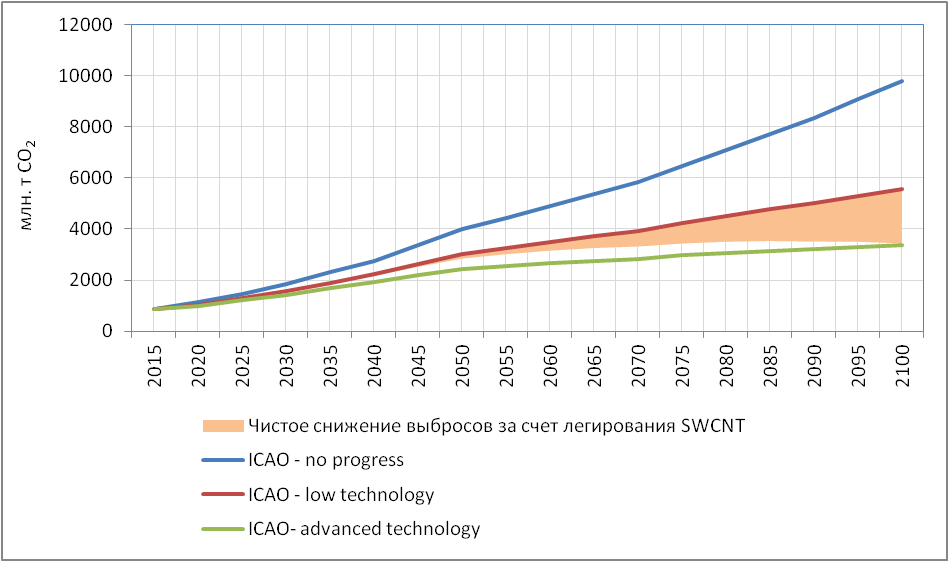 12000
10000
8000
6000
4000
2000
0
млн. т CO₂
2015 2020 2025 2030 2035 2040 2045 2050 2055 2060 2065 2070 2075 2080 2085 2090 2095 2100
Чистое снижение выбросов за счет легирования SWCNT
ICAO - no progress
ICAO - low technology
ICAO- advanced technology